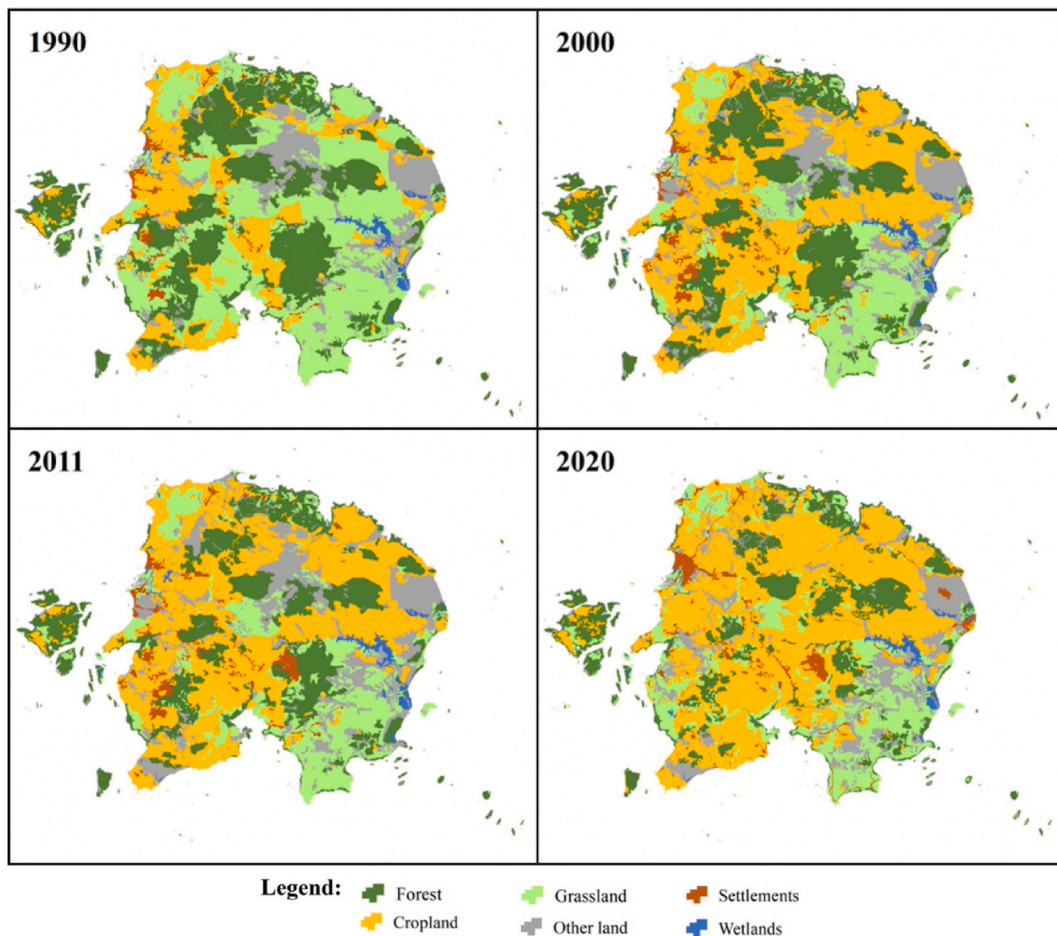 1990
2000
2011
2020
Legend:
Forest
Grassland
Settlements
Cropland
Other land
Wetlands